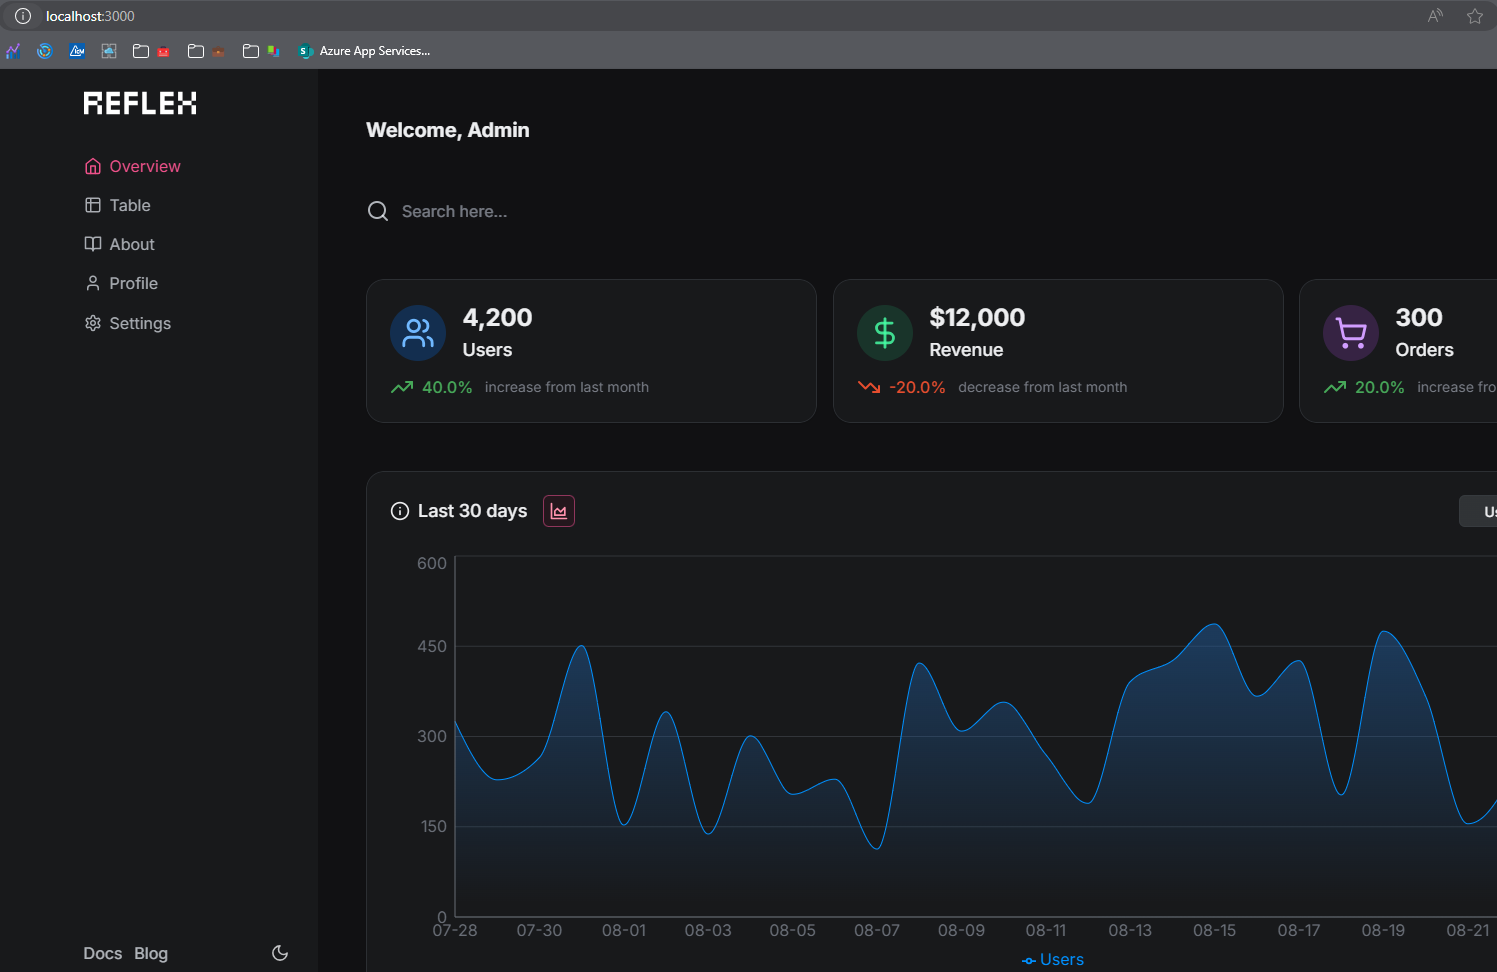 localhost:3000
Azure App Services...
REFLEX
Welcome, Admin
Overview
Table
About
Profile
Settings
Search here...
4,200
Users
40.0% increase from last month
$12,000
Revenue
-20.0% decrease from last month
300
Orders
20.0% increase fro
Last 30 days
Us
600
450
300
150
0
07-28 07-30 08-01 08-03 08-05 08-07 08-09 08-11 08-13 08-15 08-17 08-19 08-21
Users
Docs Blog